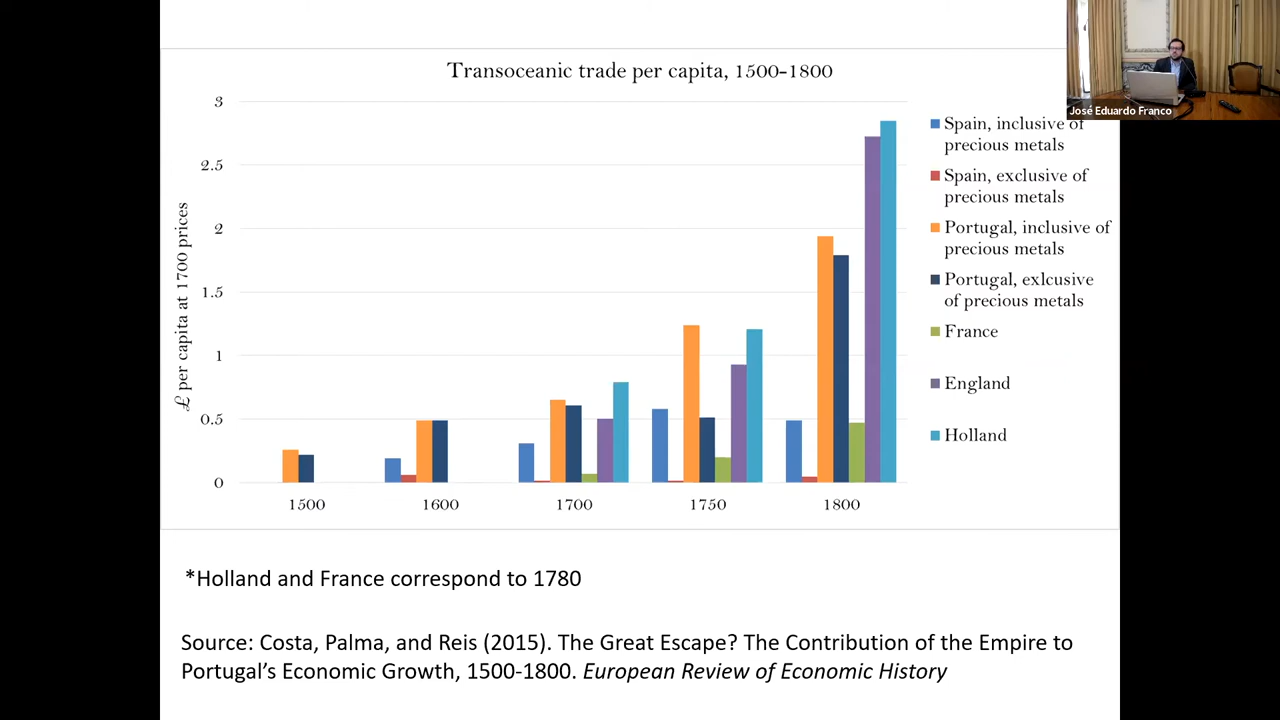 Transoceanic trade per capita, 1500-1800
£ per capita at 1700 prices
3
2.5
2
1.5
1
0.5
0
1500
1600
1700
1750
1800
Spain, inclusive of
precious metals
Spain, exclusive of
precious metals
Portugal, inclusive of
precious metals
Portugal, exlcusive
of precious metals
France
England
Holland
José Eduardo Franco
*Holland and France correspond to 1780
Source: Costa, Palma, and Reis (2015). The Great Escape? The Contribution of the Empire to
Portugal’s Economic Growth, 1500-1800. European Review of Economic History